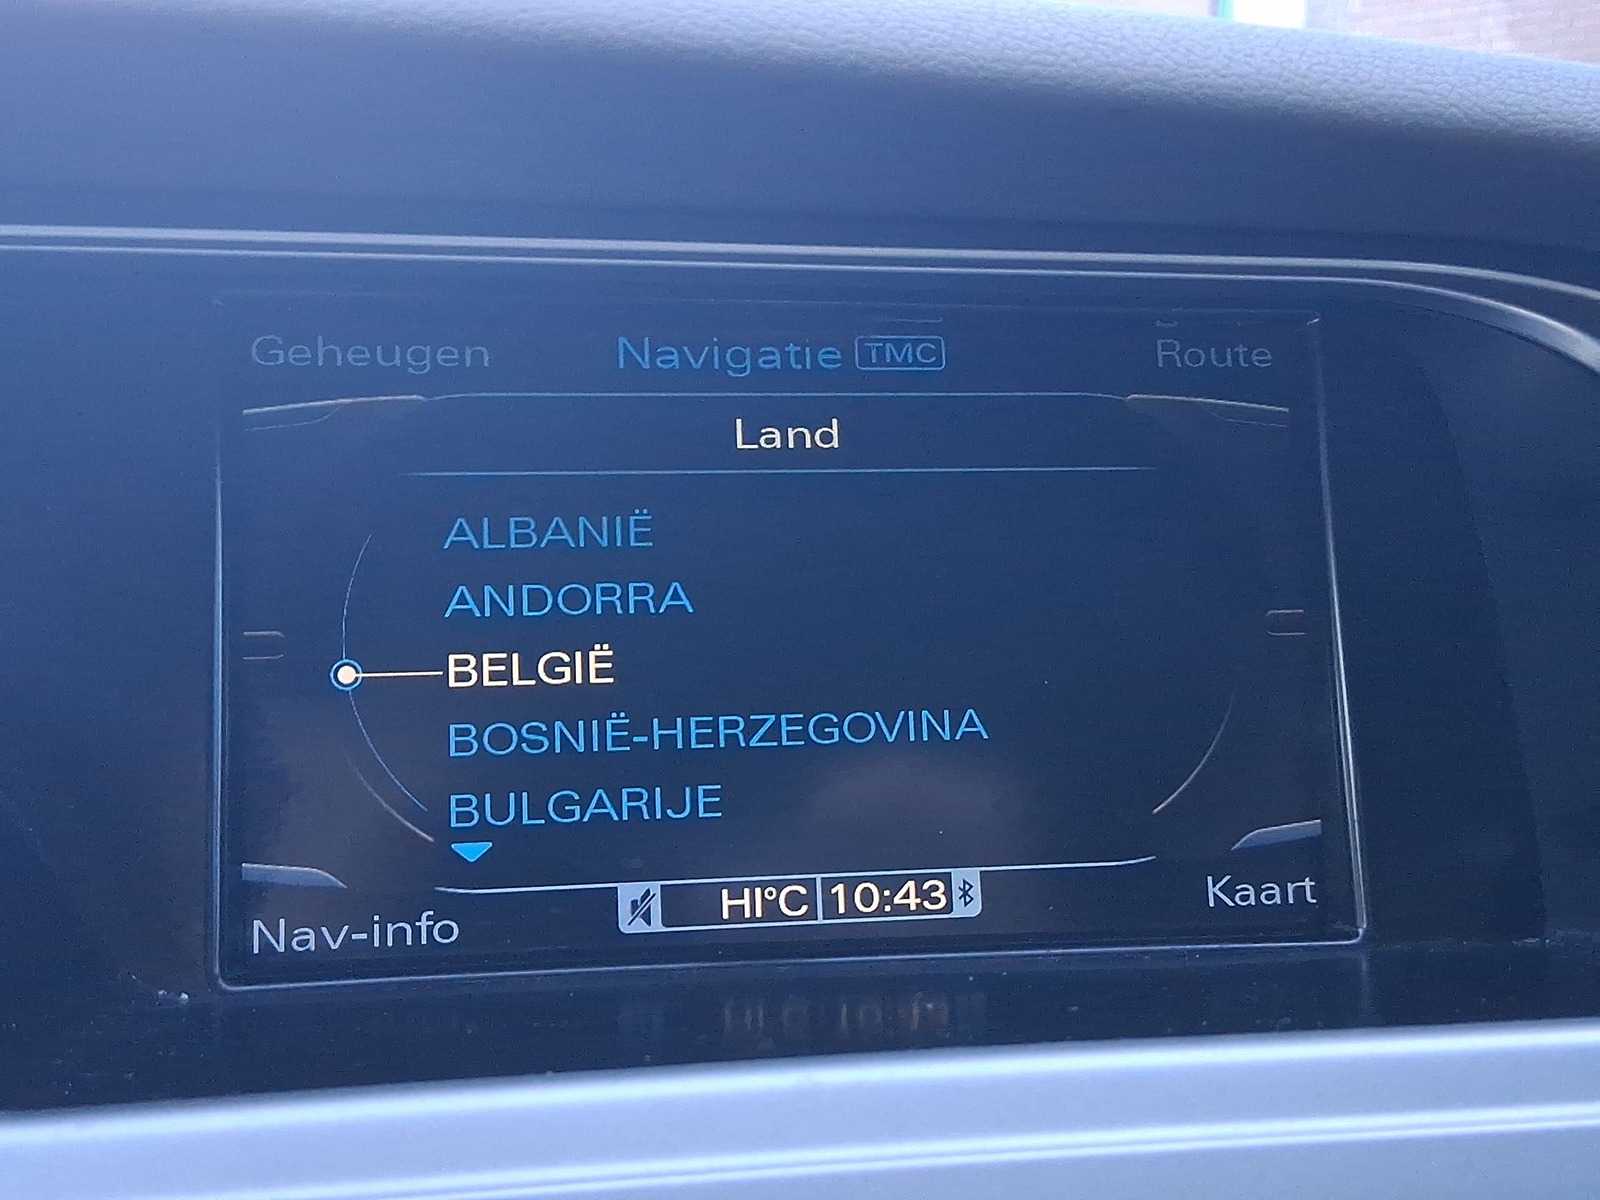 Geheugen Navigatie TMC Route
Land
ALBANIË
ANDORRA
BELGIË
BOSNIË-HERZEGOVINA
BULGARIJE
Nav-info HI°C 10:43 Kaart